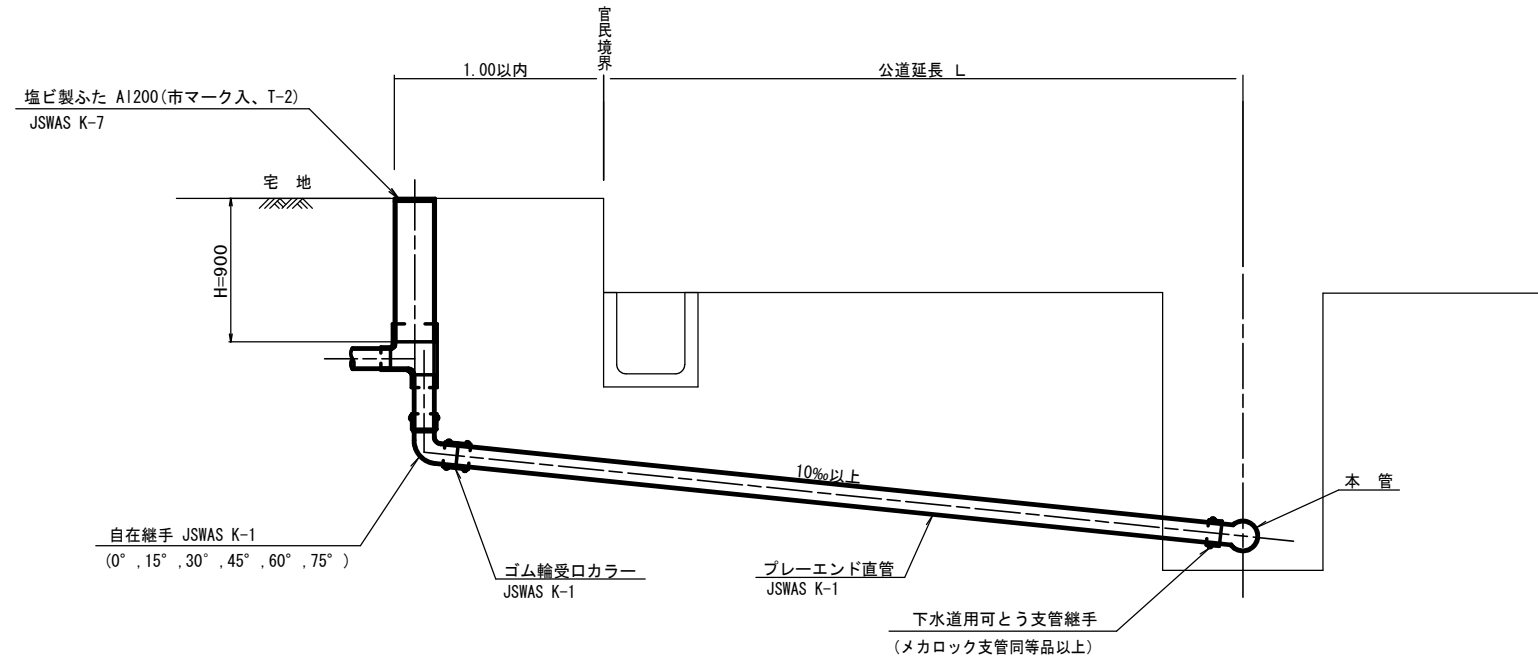 官民境界
1.00以内
公道延長 L
塩ビ製ふた AI200(市マーク入、T-2)
JSWAS K-7
宅 地
H=900
10‰以上
本 管
自在継手 JSWAS K-1
(0°,15°,30°,45°,60°,75°)
ゴム輪受口カラー
JSWAS K-1
プレーエンド直管
JSWAS K-1
下水道用可とう支管継手
(メカロック支管同等品以上)